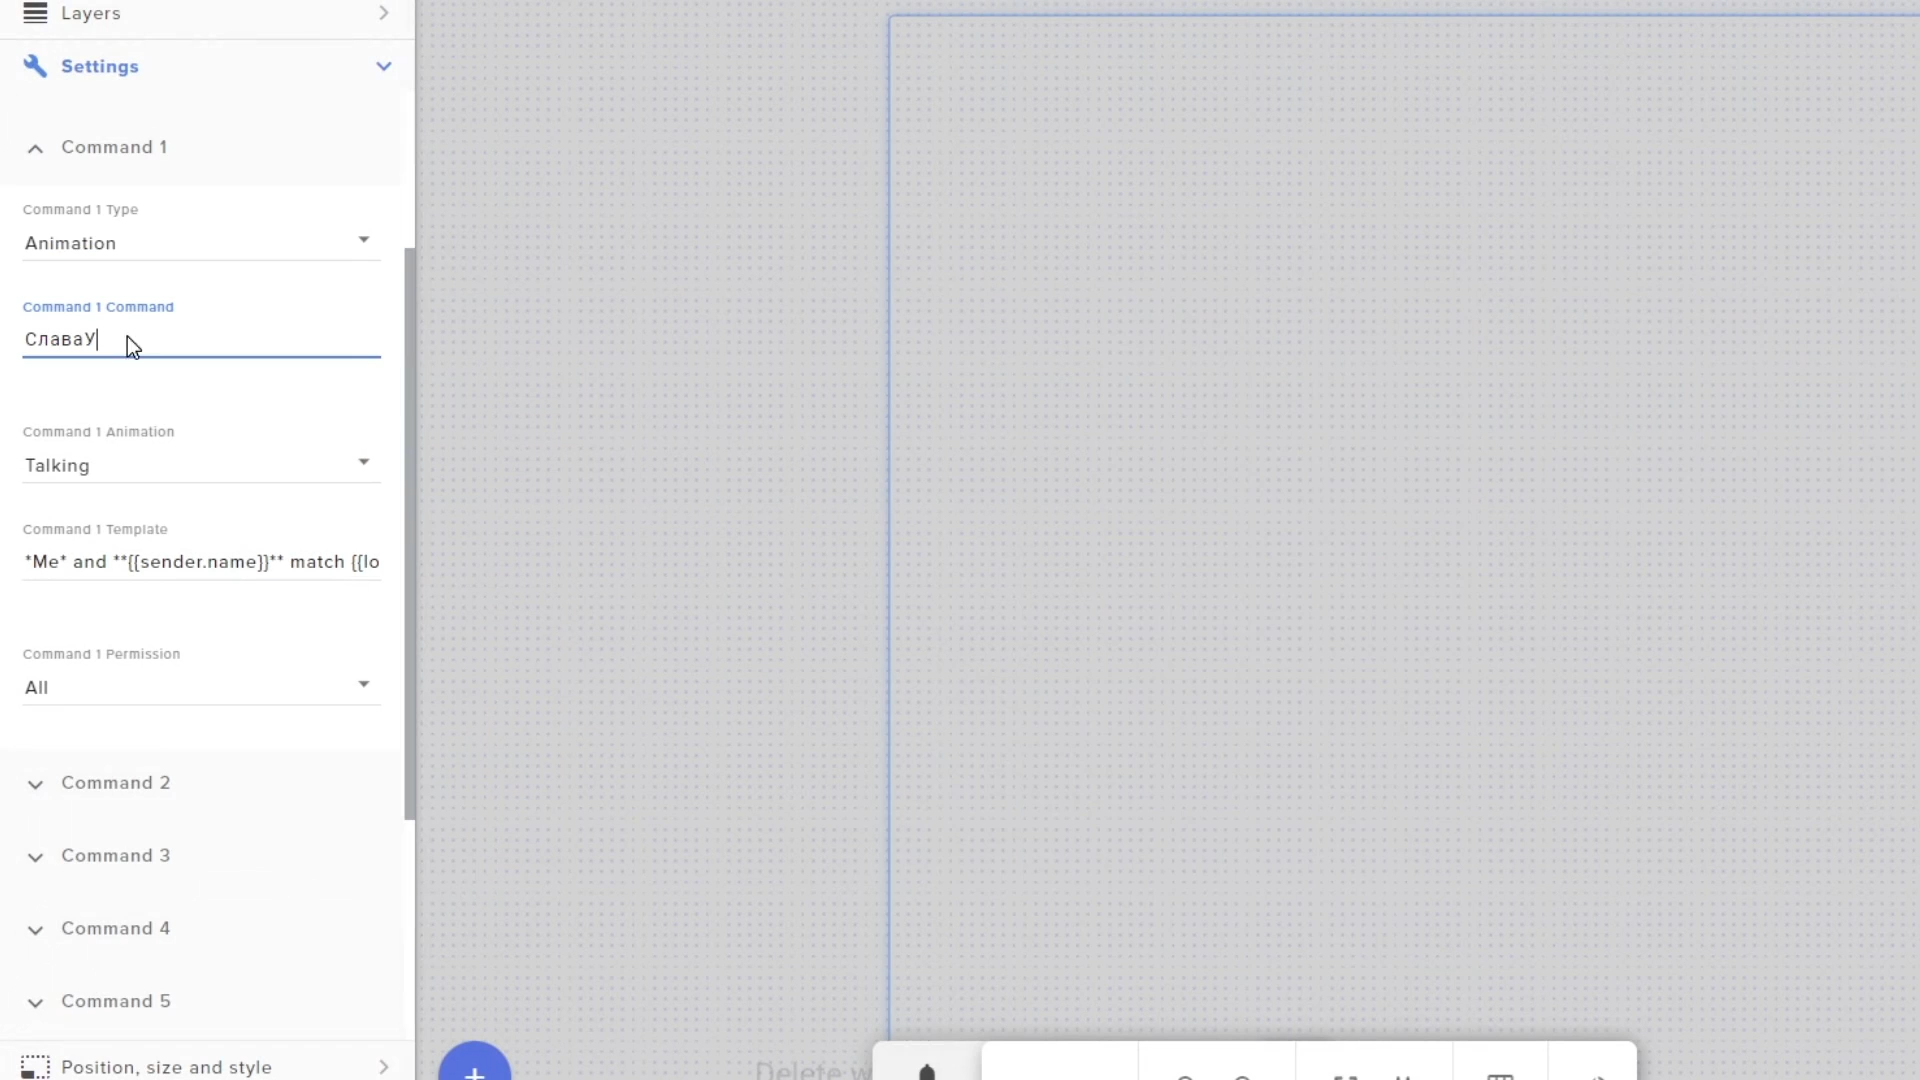 Layers
Settings
Command 1
Command 1 Type
Animation
Command 1 Command
СлаваУ
Command 1 Animation
Talking
Command 1 Template
*Me* and **{{sender.name}}** match {{lo
Command 1 Permission
All
Command 2
Command 3
Command 4
Command 5
Position, size and style
Delete w